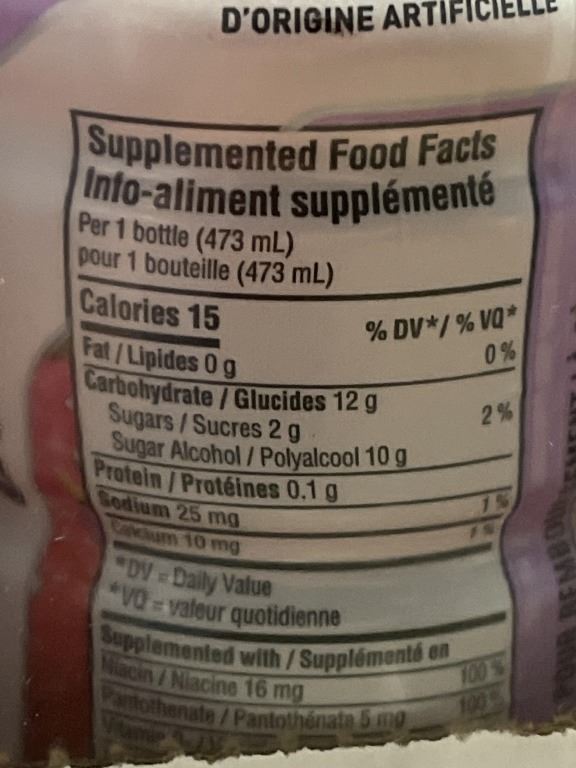 D'ORIGINE ARTIFICIELLE
Supplemented Food Facts
Info-aliment supplémenté
Per 1 bottle (473 mL)
pour 1 bouteille (473 mL)
Calories 15 % DV*/ % VQ*
Fat / Lipides 0 g 0 %
Carbohydrate / Glucides 12 g
Sugars / Sucres 2 g 2 %
Sugar Alcohol / Polyalcool 10 g
Protein / Protéines 0.1 g
Sodium 25 mg 1 %
Calcium 10 mg 1 %
*DV = Daily Value
*VQ = valeur quotidienne
Supplemented with / Supplémenté en
Niacin / Niacine 16 mg 100 %
Pantothenate / Pantothénate 5 mg 100 %
POUR